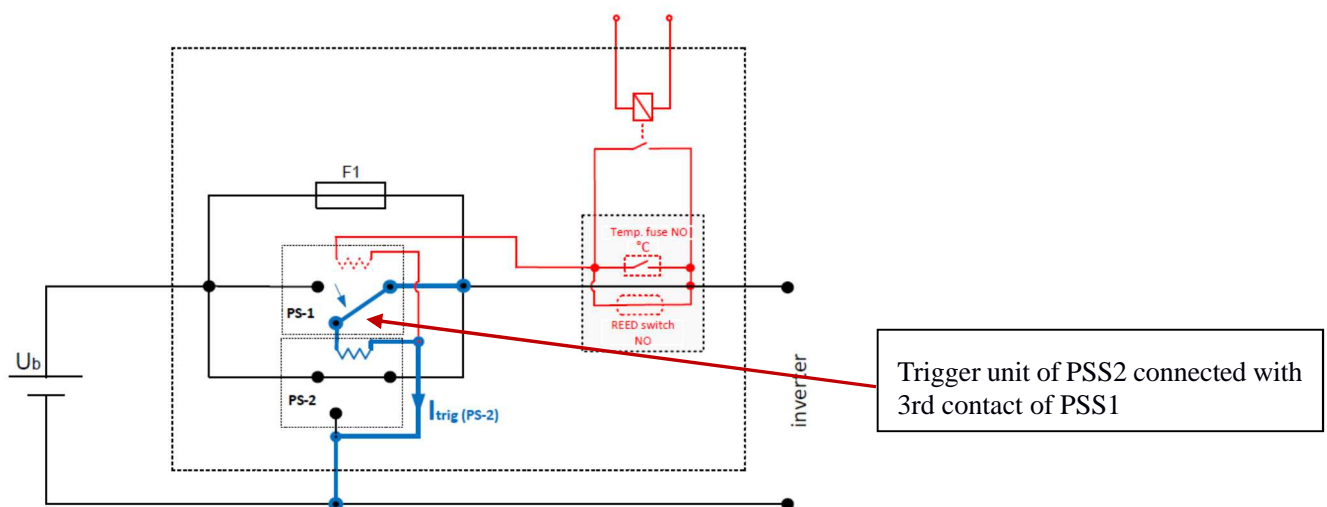 F1
Temp. fuse NO
°C
PS-1
REED switch
NO
Ub
PS-2
Itrig (PS-2)
inverter
Trigger unit of PSS2 connected with
3rd contact of PSS1